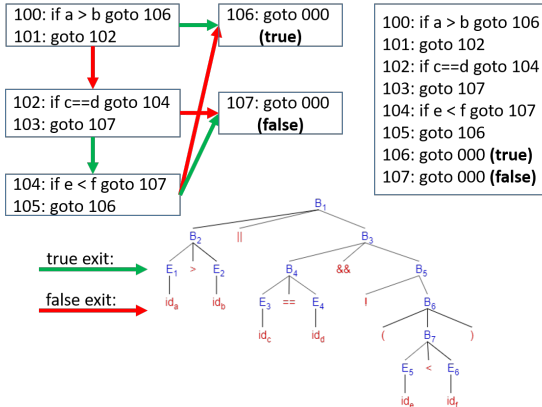 100: if a > b goto 106
101: goto 102
106: goto 000
(true)
102: if c==d goto 104
103: goto 107
107: goto 000
(false)
104: if e < f goto 107
105: goto 106
100: if a > b goto 106
101: goto 102
102: if c==d goto 104
103: goto 107
104: if e < f goto 107
105: goto 106
106: goto 000 (true)
107: goto 000 (false)
true exit:
false exit:
B1
B2 || B3
E1 > E2 B4 && B5
ida idb E3 == E4 ! B6
idc idd ( B7 )
E5 < E6
ide idf